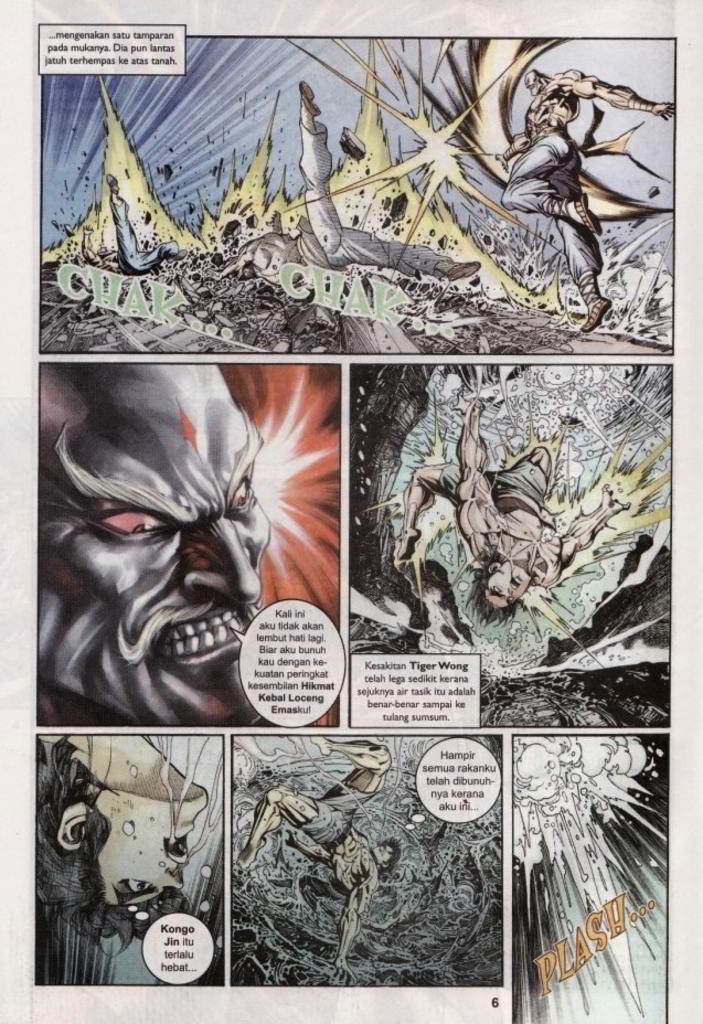 ...mengenakan satu tamparan
pada mukanya. Dia pun lantas
jatuh terhempas ke atas tanah.
CHAK...
CHAK...
Kali ini
aku tidak akan
lembut hati lagi.
Biar aku bunuh
kau dengan ke-
kuatan peringkat
kesembilan Hikmat
Kebal Loceng
Emasku!
Kesakitan Tiger Wong
telah lega sedikit kerana
sejuknya air tasik itu adalah
benar-benar sampai ke
tulang sumsum.
Kongo
Jin itu
terlalu
hebat...
Hampir
semua rakanku
telah dibunuh-
nya kerana
aku ini...
PLASH...
6